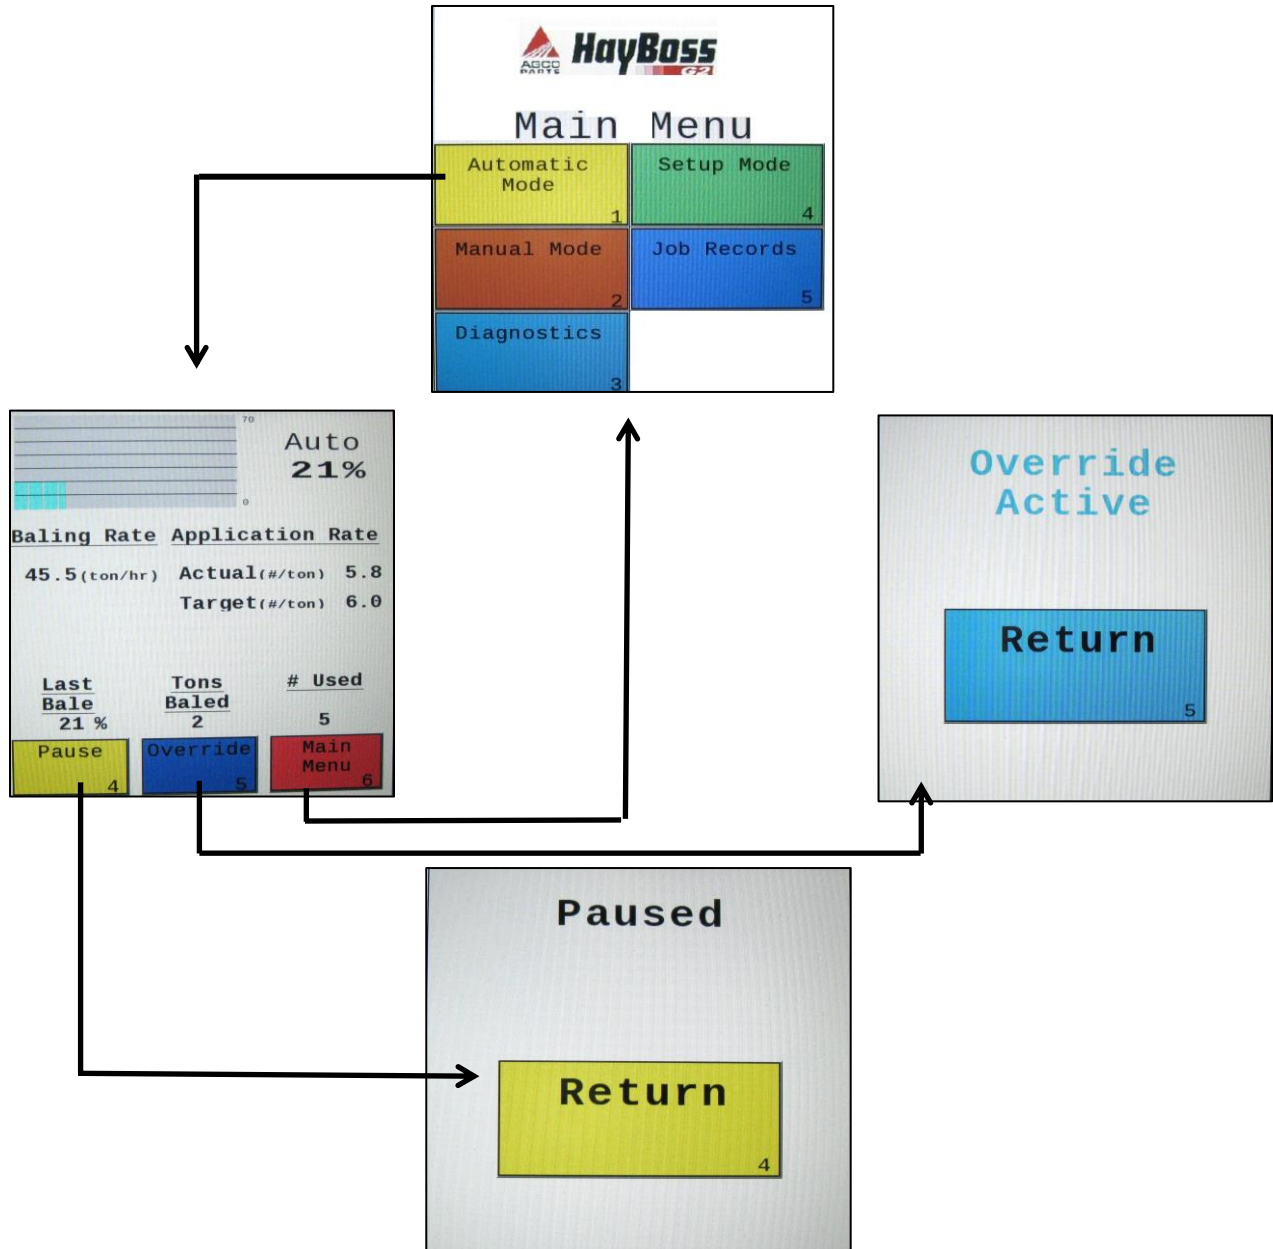 AGCO
PARTS
HayBoss
G2
Main Menu
Automatic
Mode
1
Setup Mode
4
Manual Mode
2
Job Records
5
Diagnostics
3
70
0
Auto
21%
Baling Rate Application Rate
45.5(ton/hr) Actual(#/ton) 5.8
Target(#/ton) 6.0
Last
Bale
21 %
Tons
Baled
2
# Used
5
Pause
4
Override
5
Main
Menu
6
Override
Active
Return
5
Paused
Return
4